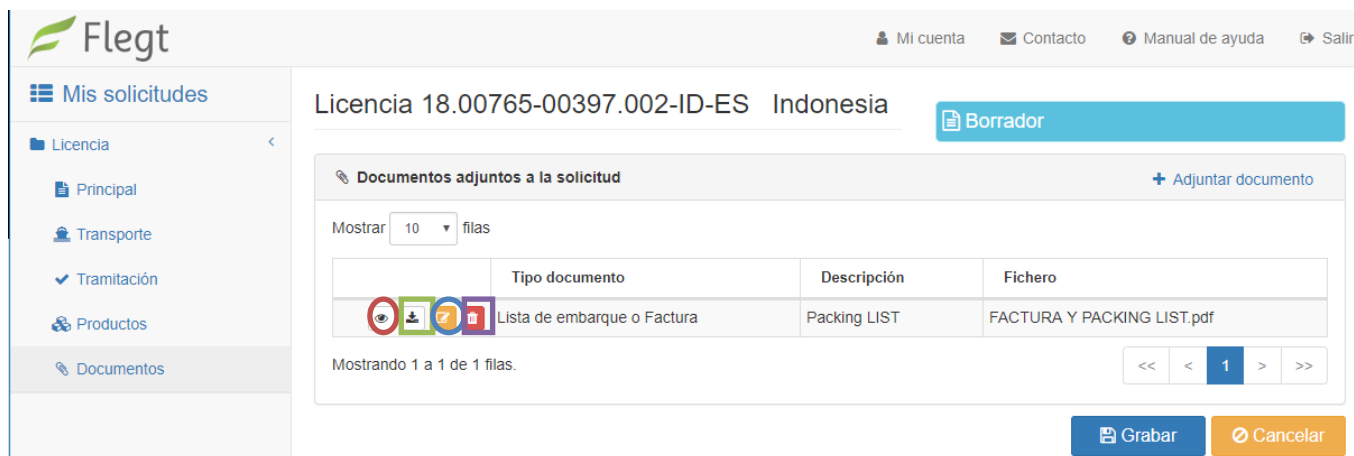 Flegt
Mi cuenta Contacto Manual de ayuda Salir
Mis solicitudes
Licencia
Principal
Transporte
Tramitación
Productos
Documentos
Licencia 18.00765-00397.002-ID-ES Indonesia
Borrador
Documentos adjuntos a la solicitud
+ Adjuntar documento
Mostrar 10 filas
Tipo documento Descripción Fichero
Lista de embarque o Factura Packing LIST FACTURA Y PACKING LIST.pdf
Mostrando 1 a 1 de 1 filas.
<< < 1 > >>
Grabar Cancelar